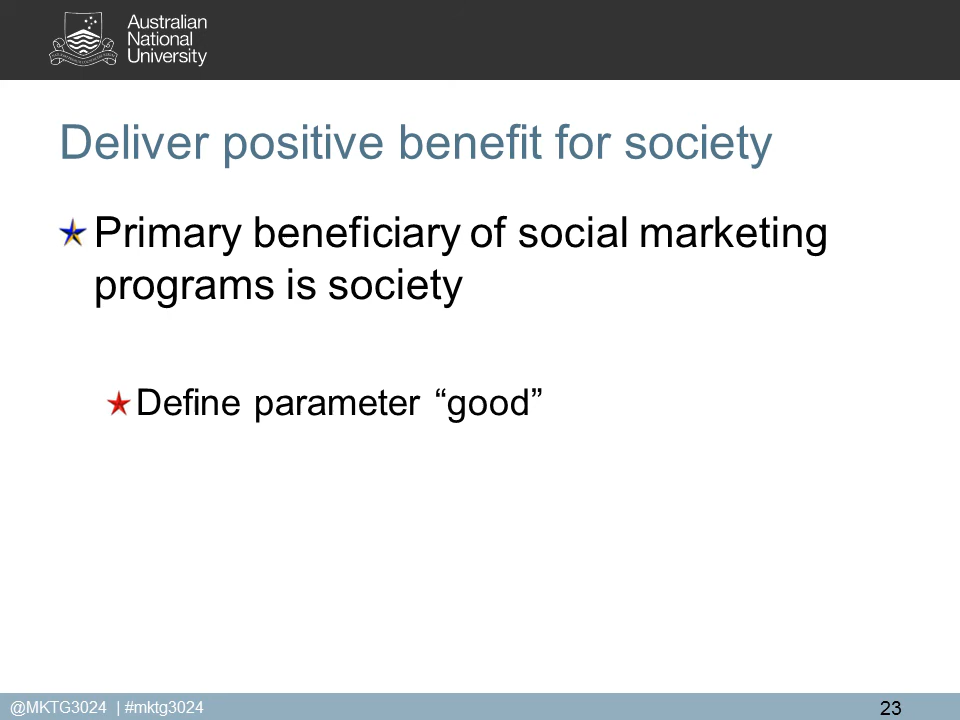 Australian
National
University
Deliver positive benefit for society
Primary beneficiary of social marketing
programs is society
Define parameter “good”
@MKTG3024 | #mktg3024
23